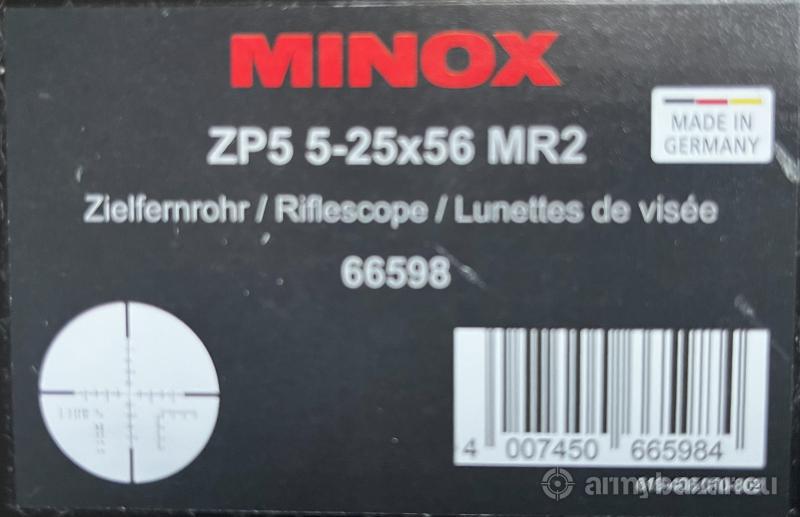 MINOX
ZP5 5-25x56 MR2
MADE IN
GERMANY
Zielfernrohr / Riflescope / Lunettes de visée
66598
4 007450 665984
armybazar.eu